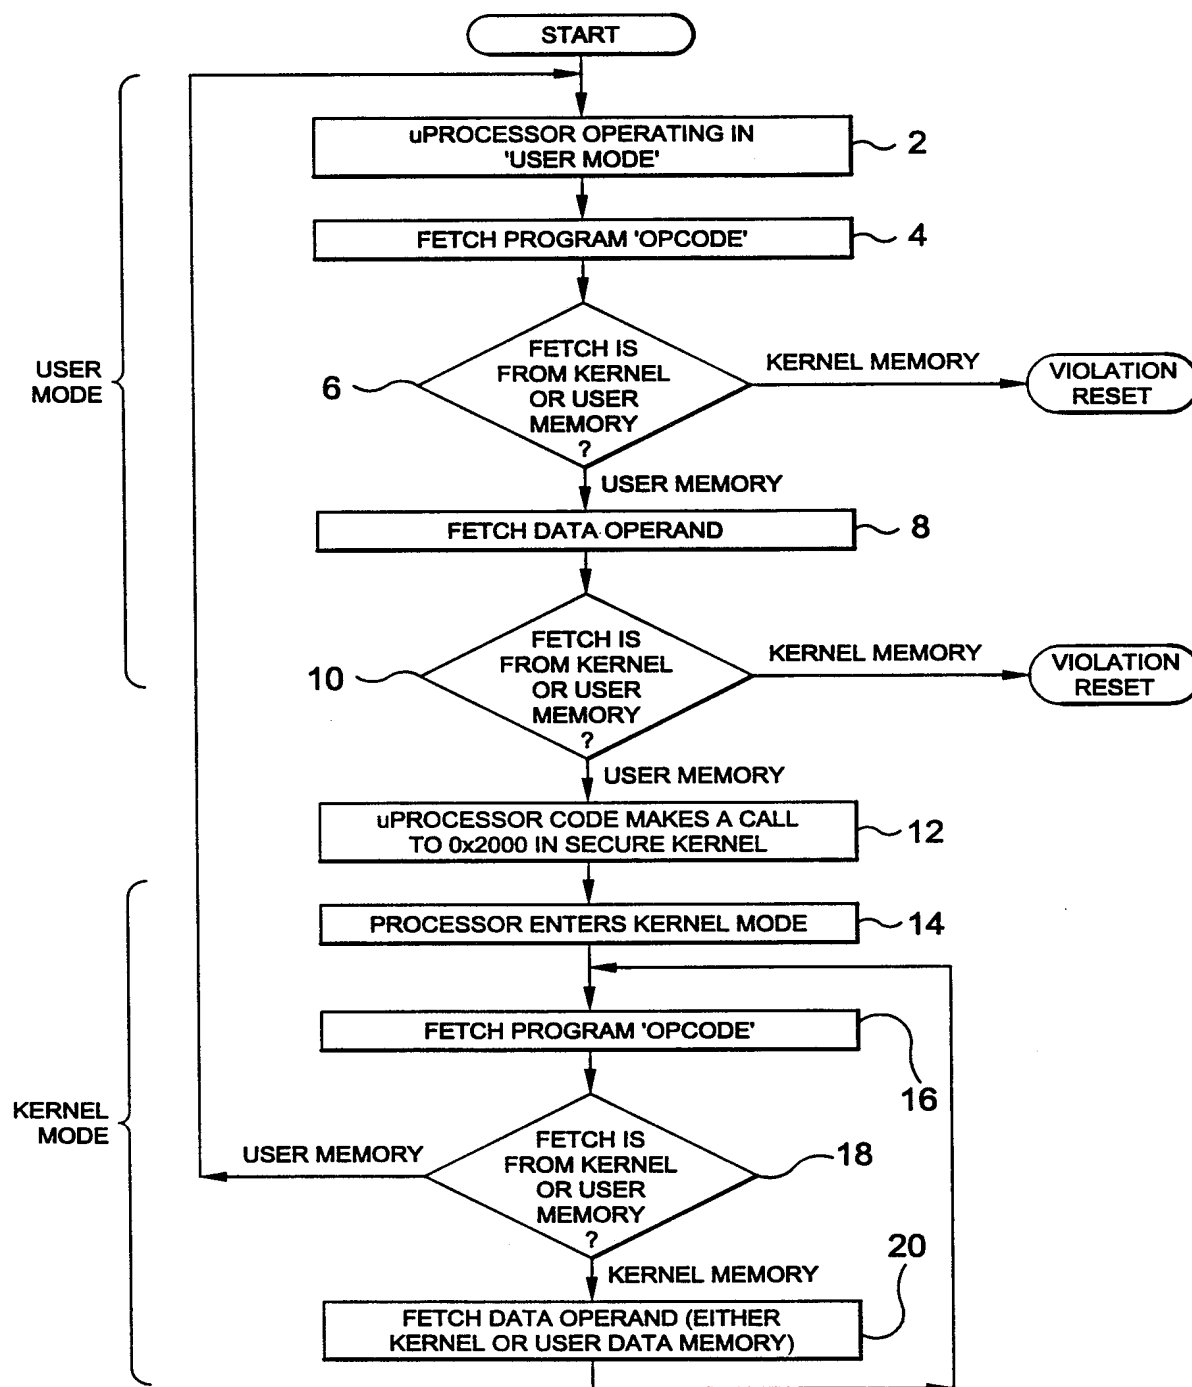 START
uPROCESSOR OPERATING IN
'USER MODE'
2
FETCH PROGRAM 'OPCODE'
4
USER
MODE
FETCH IS
FROM KERNEL
OR USER
MEMORY
?
6
KERNEL MEMORY
VIOLATION
RESET
USER MEMORY
FETCH DATA OPERAND
8
FETCH IS
FROM KERNEL
OR USER
MEMORY
?
10
KERNEL MEMORY
VIOLATION
RESET
USER MEMORY
uPROCESSOR CODE MAKES A CALL
TO 0x2000 IN SECURE KERNEL
12
PROCESSOR ENTERS KERNEL MODE
14
FETCH PROGRAM 'OPCODE'
16
KERNEL
MODE
USER MEMORY
FETCH IS
FROM KERNEL
OR USER
MEMORY
?
18
KERNEL MEMORY
20
FETCH DATA OPERAND (EITHER
KERNEL OR USER DATA MEMORY)